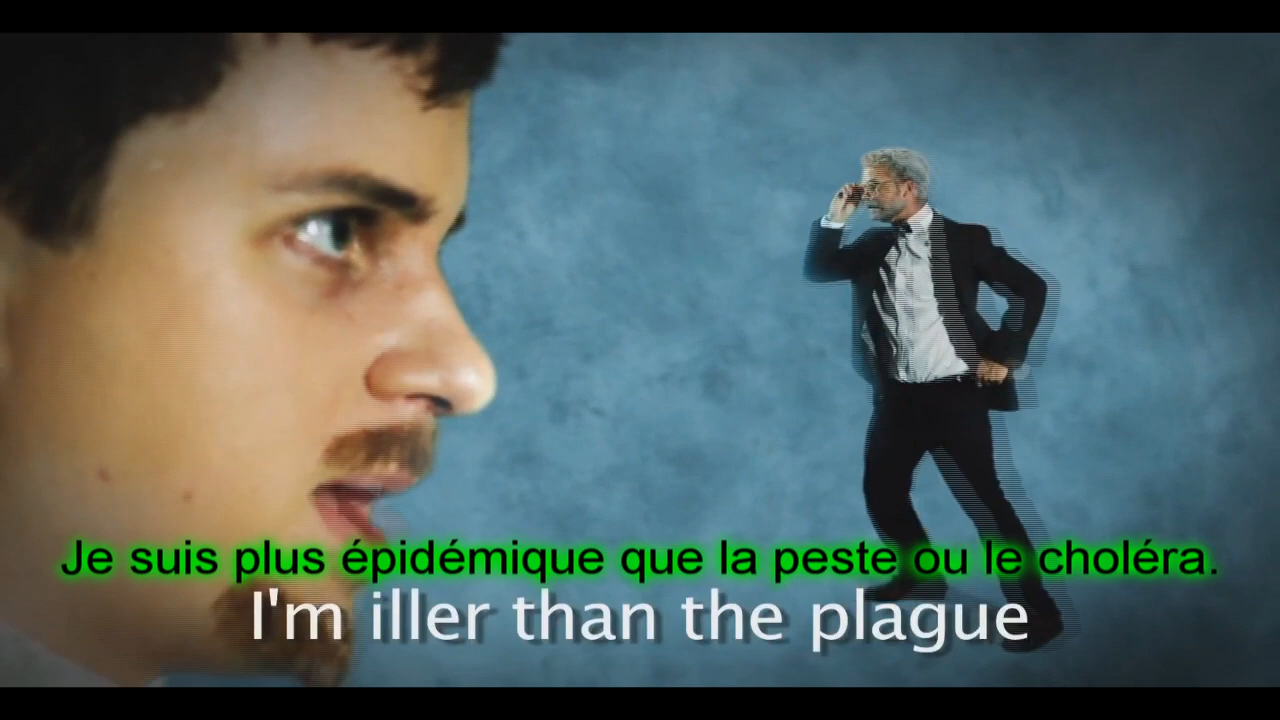 Je suis plus épidémique que la peste ou le choléra.
I'm iller than the plague